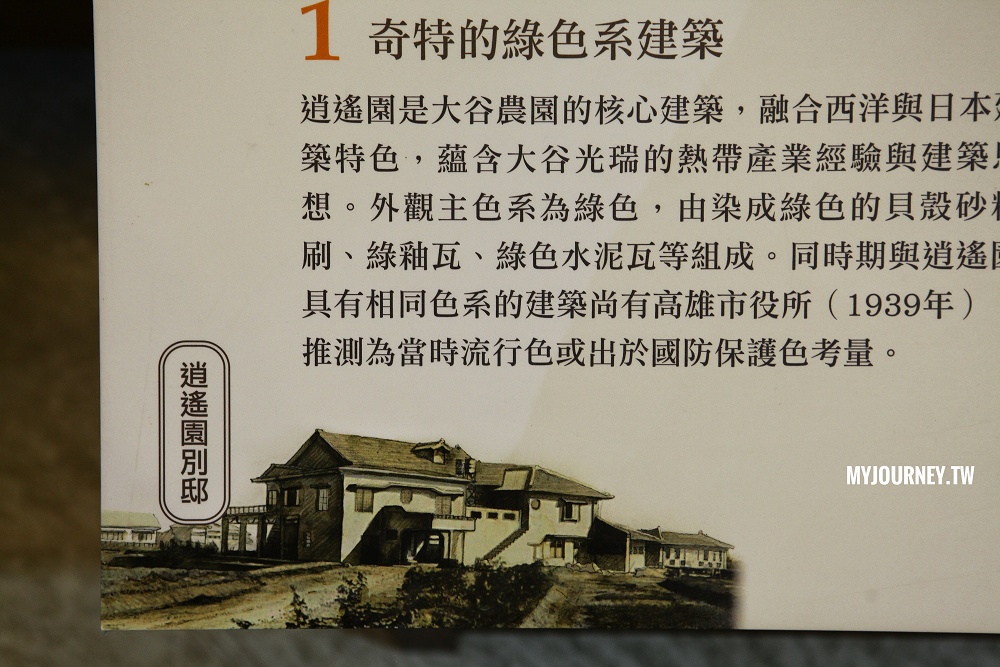 1 奇特的綠色系建築
逍遙園是大谷農園的核心建築，融合西洋與日本
築特色，蘊含大谷光瑞的熱帶產業經驗與建築
想。外觀主色系為綠色，由染成綠色的貝殼砂
刷、綠釉瓦、綠色水泥瓦等組成。同時期與逍遙
具有相同色系的建築尚有高雄市役所（1939年）
推測為當時流行色或出於國防保護色考量。
逍遙園別邸
MYJOURNEY.TW